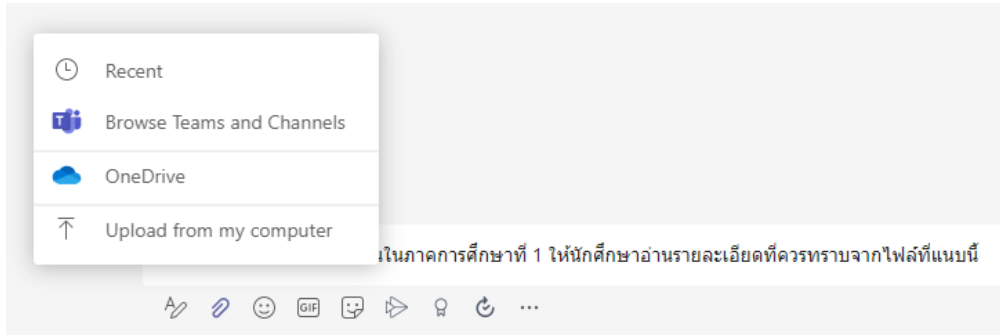 Recent
Browse Teams and Channels
OneDrive
Upload from my computer
ในภาคการศึกษาที่ 1 ให้นักศึกษาอ่านรายละเอียดที่ควรทราบจากไฟล์ที่แนบนี้
GIF